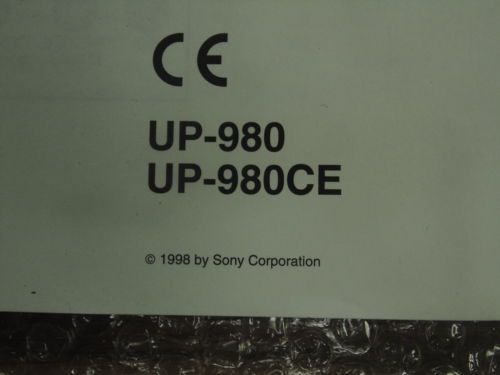 CE
UP-980
UP-980CE
© 1998 by Sony Corporation